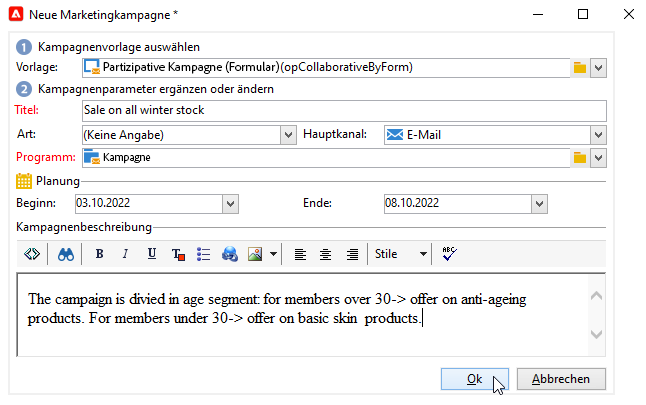 Neue Marketingkampagne *
1 Kampagnenvorlage auswählen
Vorlage: Partizipative Kampagne (Formular)(opCollaborativeByForm)
2 Kampagnenparameter ergänzen oder ändern
Titel: Sale on all winter stock
Art: (Keine Angabe) Hauptkanal: E-Mail
Programm: Kampagne
Planung
Beginn: 03.10.2022 Ende: 08.10.2022
Kampagnenbeschreibung
B I U T Stile ABC
The campaign is divied in age segment: for members over 30-> offer on anti-ageing
products. For members under 30-> offer on basic skin  products.
Ok Abbrechen